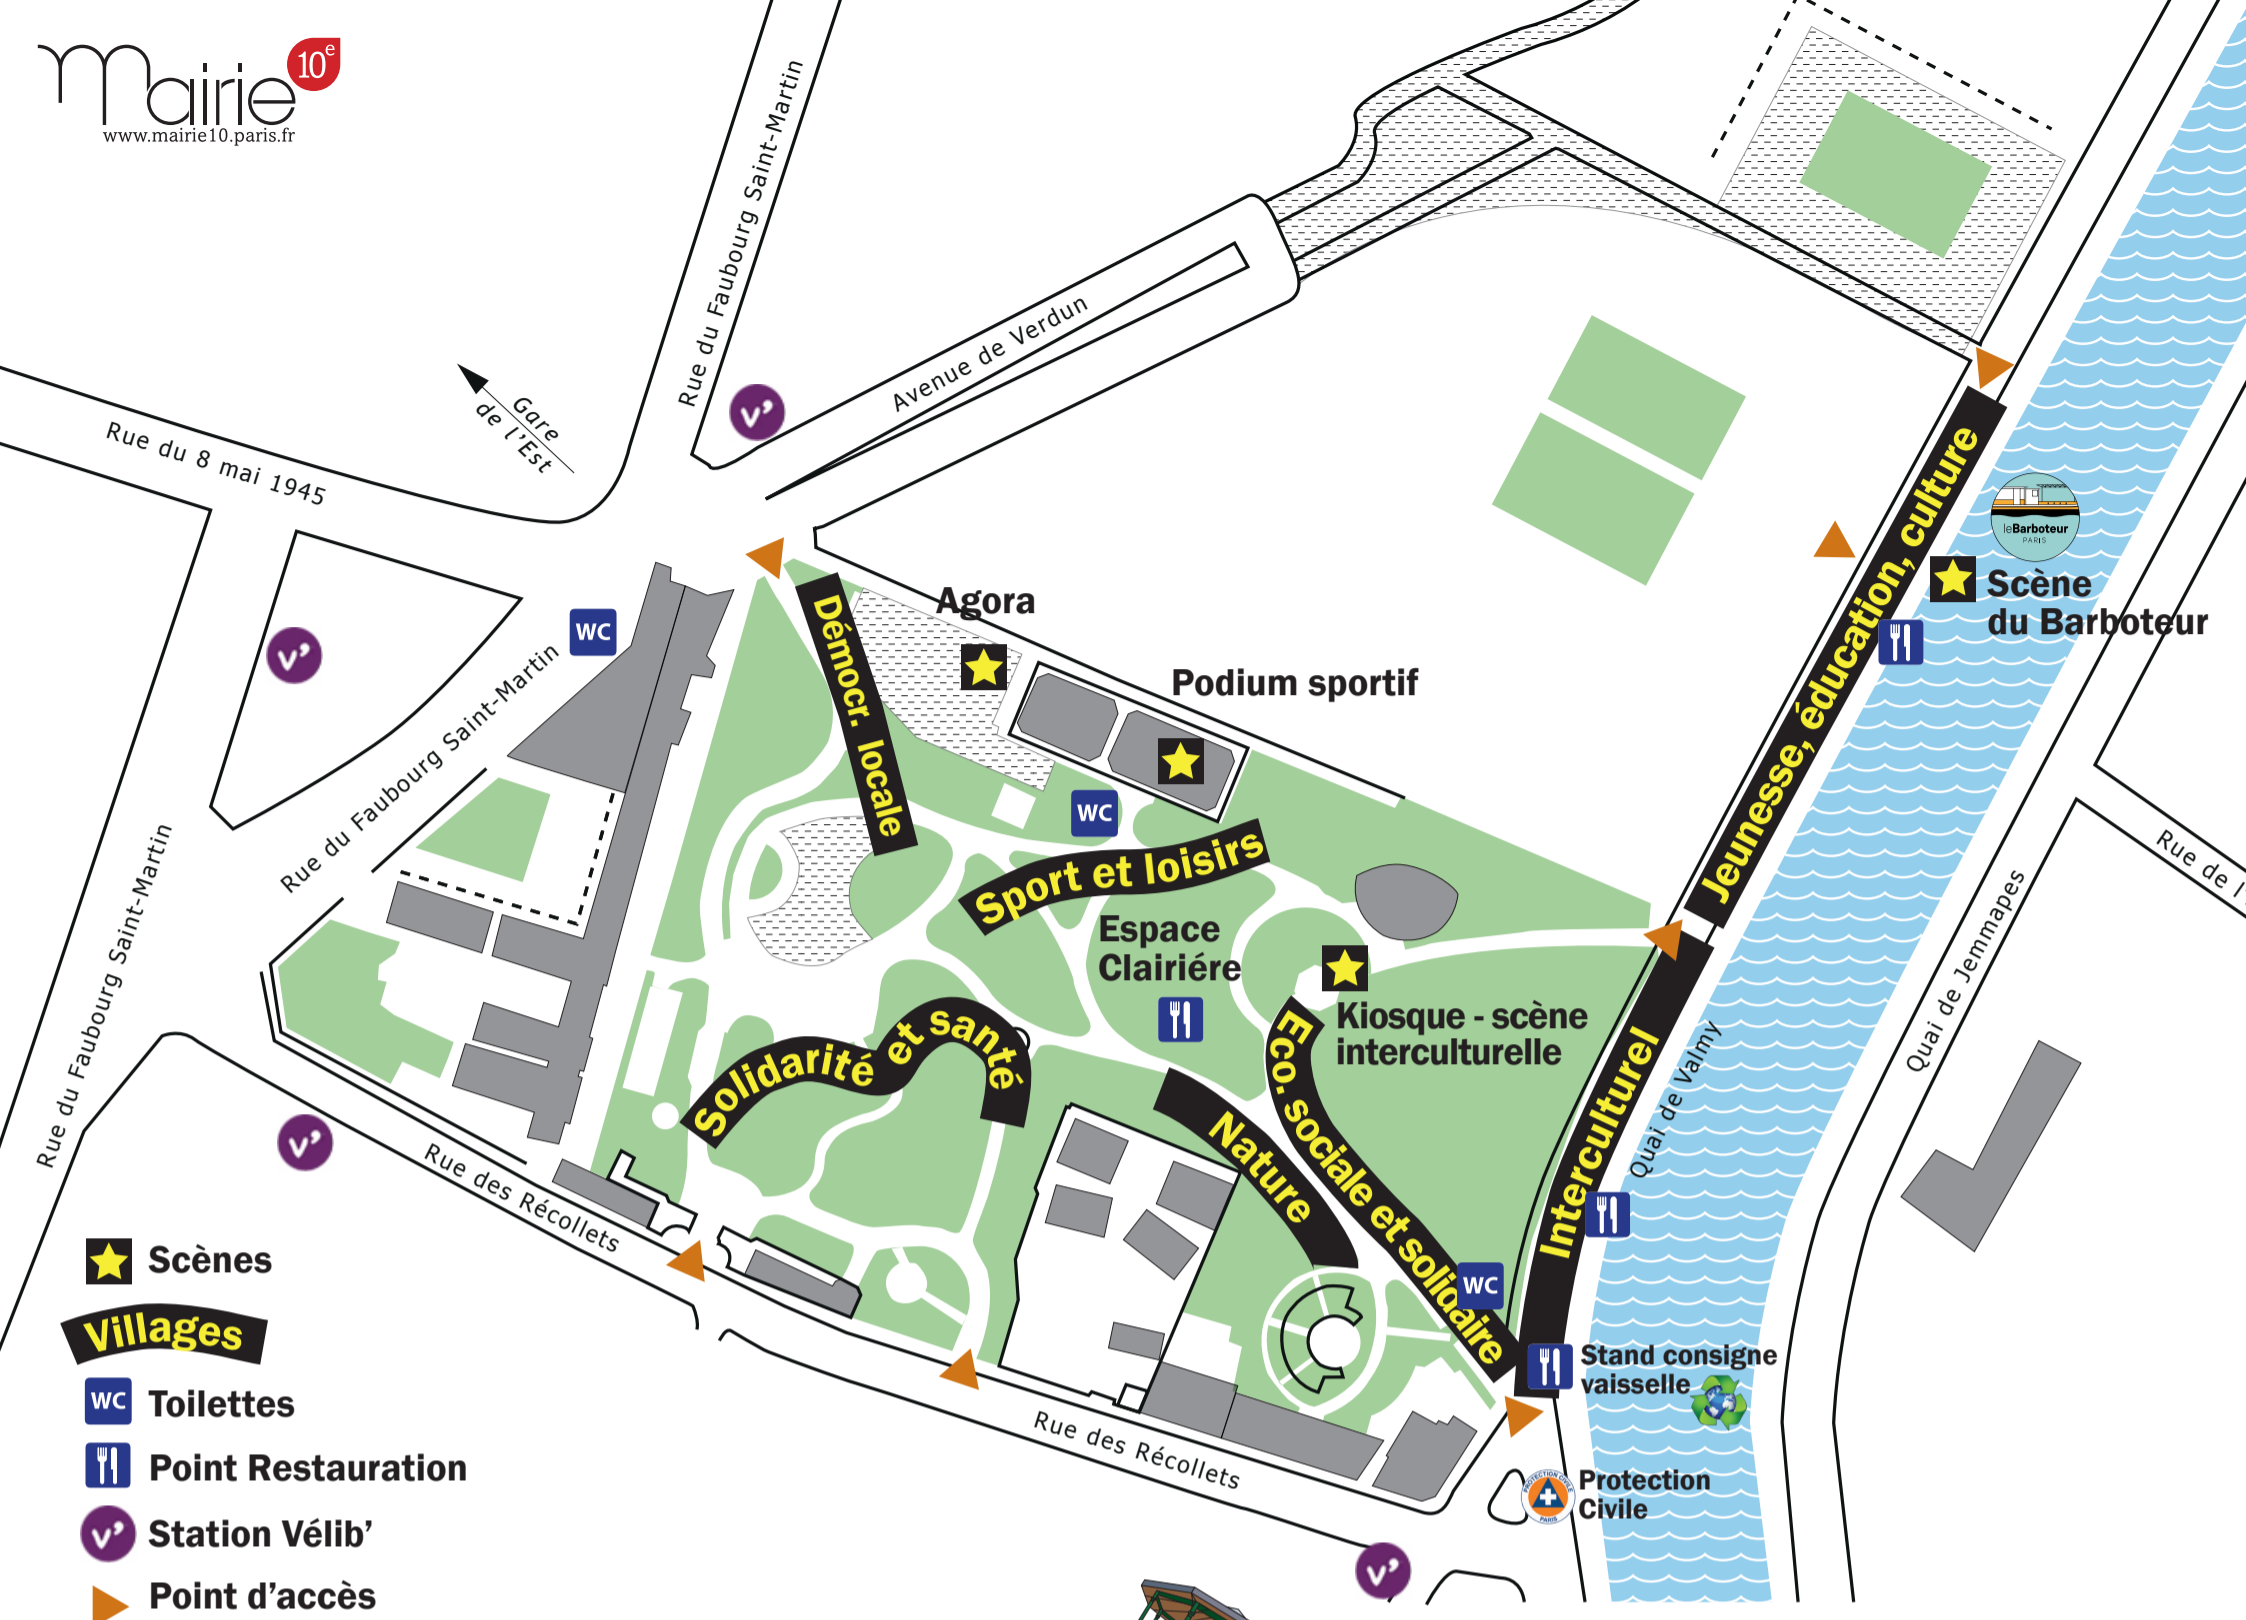 Mairie 10e
www.mairie10.paris.fr
Rue du Faubourg Saint-Martin
Avenue de Verdun
Gare
de l'Est
Rue du 8 mai 1945
leBarboteur
PARIS
Scène
du Barboteur
Jeunesse, éducation, culture
Agora
Podium sportif
WC
Démocr. locale
Rue du Faubourg Saint-Martin
WC
Sport et loisirs
Espace
Clairiére
Kiosque - scène
interculturelle
Rue du Faubourg Saint-Martin
Solidarité et santé
Nature
Eco. sociale et solidaire
Interculturel
Quai de Valmy
Quai de Jemmapes
Rue de l'
Rue des Récollets
WC
Stand consigne
vaisselle
Rue des Récollets
PROTECTION CIVILE
PARIS
Protection
Civile
Scènes
Villages
WC Toilettes
Point Restauration
Station Vélib’
Point d’accès
V’
V’
V’
V’
V’